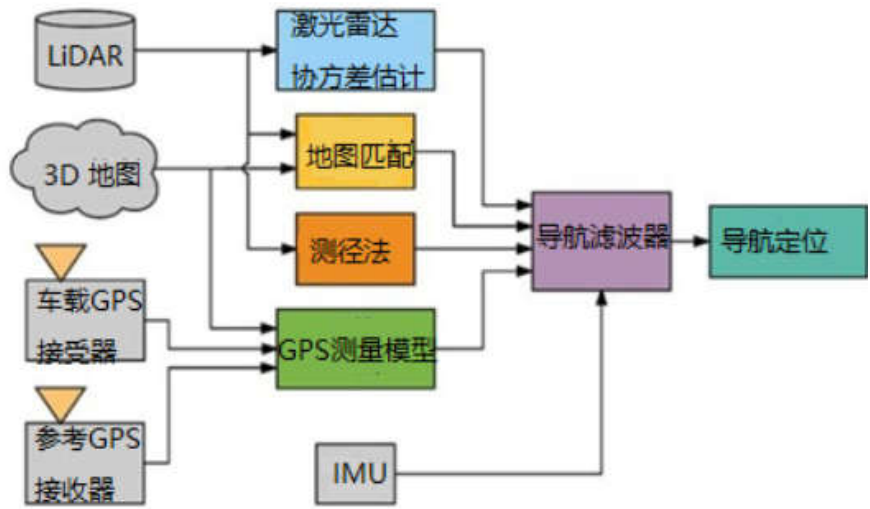 LiDAR
激光雷达
协方差估计
3D 地图
地图匹配
测径法
导航滤波器
导航定位
车载GPS
接受器
GPS测量模型
参考GPS
接收器
IMU